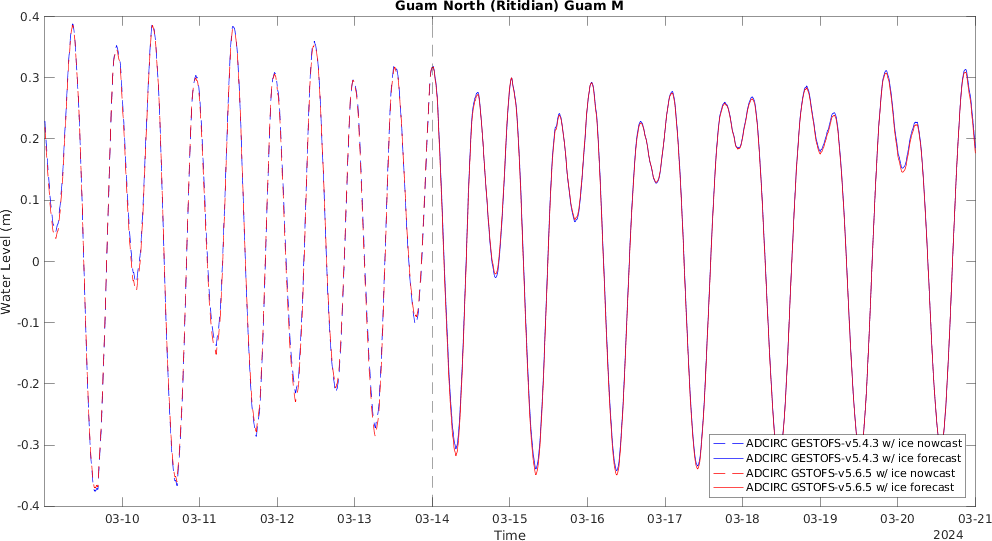 Guam North (Ritidian) Guam M
0.4
0.3
0.2
0.1
0
-0.1
-0.2
-0.3
-0.4
Water Level (m)
ADCIRC GESTOFS-v5.4.3 w/ ice nowcast
ADCIRC GESTOFS-v5.4.3 w/ ice forecast
ADCIRC GSTOFS-v5.6.5 w/ ice nowcast
ADCIRC GSTOFS-v5.6.5 w/ ice forecast
03-10 03-11 03-12 03-13 03-14 03-15 03-16 03-17 03-18 03-19 03-20 03-21
Time
2024